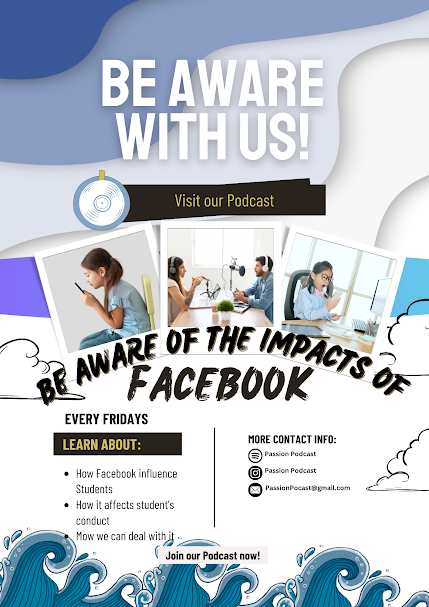 BE AWARE
WITH US!
Visit our Podcast
BE AWARE OF THE IMPACTS OF
FACEBOOK
EVERY FRIDAYS
LEARN ABOUT:
How Facebook influence
Students
How it affects student's
conduct
Mow we can deal with it
MORE CONTACT INFO:
Passion Podcast
Passion Podcast
PassionPocast@gmail.com
Join our Podcast now!